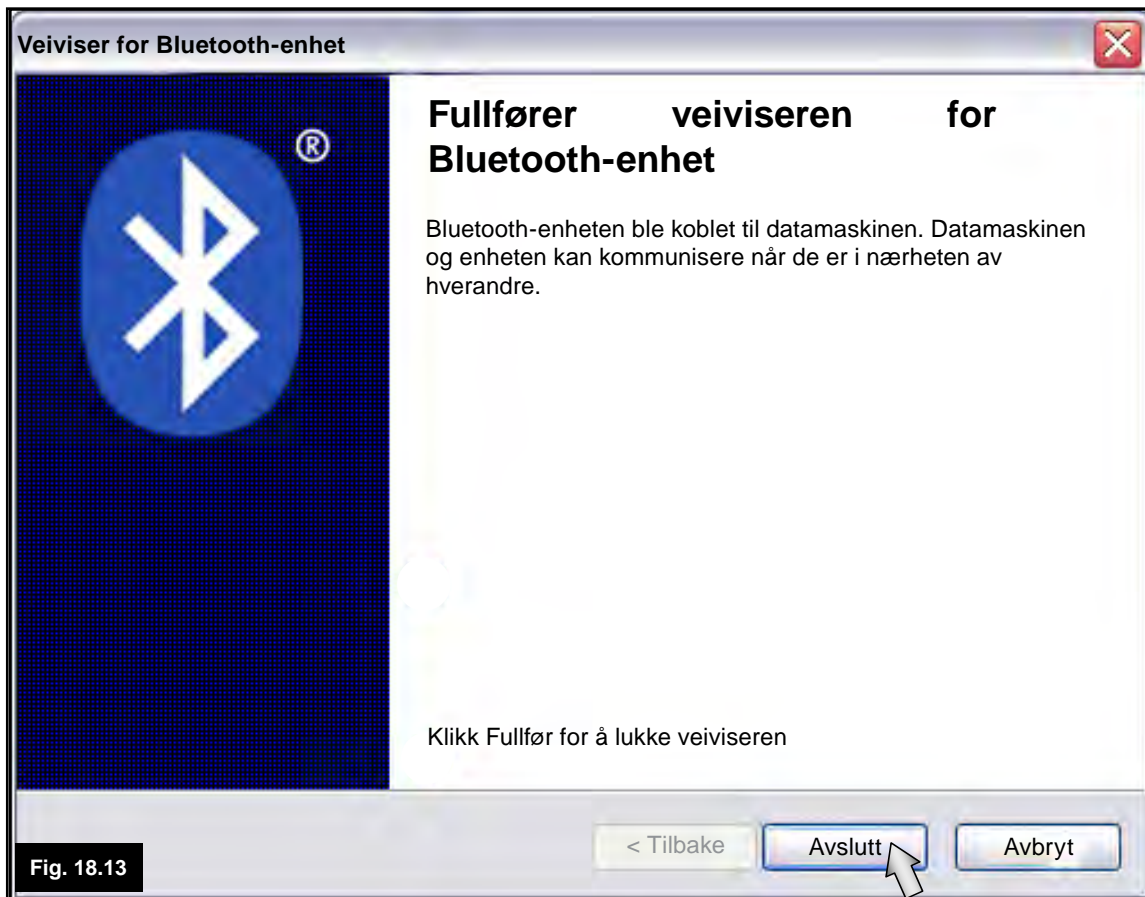 Veiviser for Bluetooth-enhet
®
Fullfører veiviseren for
Bluetooth-enhet
Bluetooth-enheten ble koblet til datamaskinen. Datamaskinen
og enheten kan kommunisere når de er i nærheten av
hverandre.
Klikk Fullfør for å lukke veiviseren
< Tilbake Avslutt Avbryt
Fig. 18.13